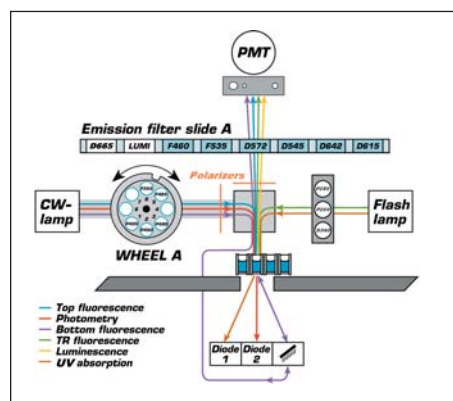 PMT
Emission filter slide A
D665 LUMI F460 F535 D572 D545 D642 D615
Polarizers
CW-
lamp
Flash
lamp
WHEEL A
Top fluorescence
Photometry
Bottom fluorescence
TR fluorescence
Luminescence
UV absorption
Diode
1
Diode
2